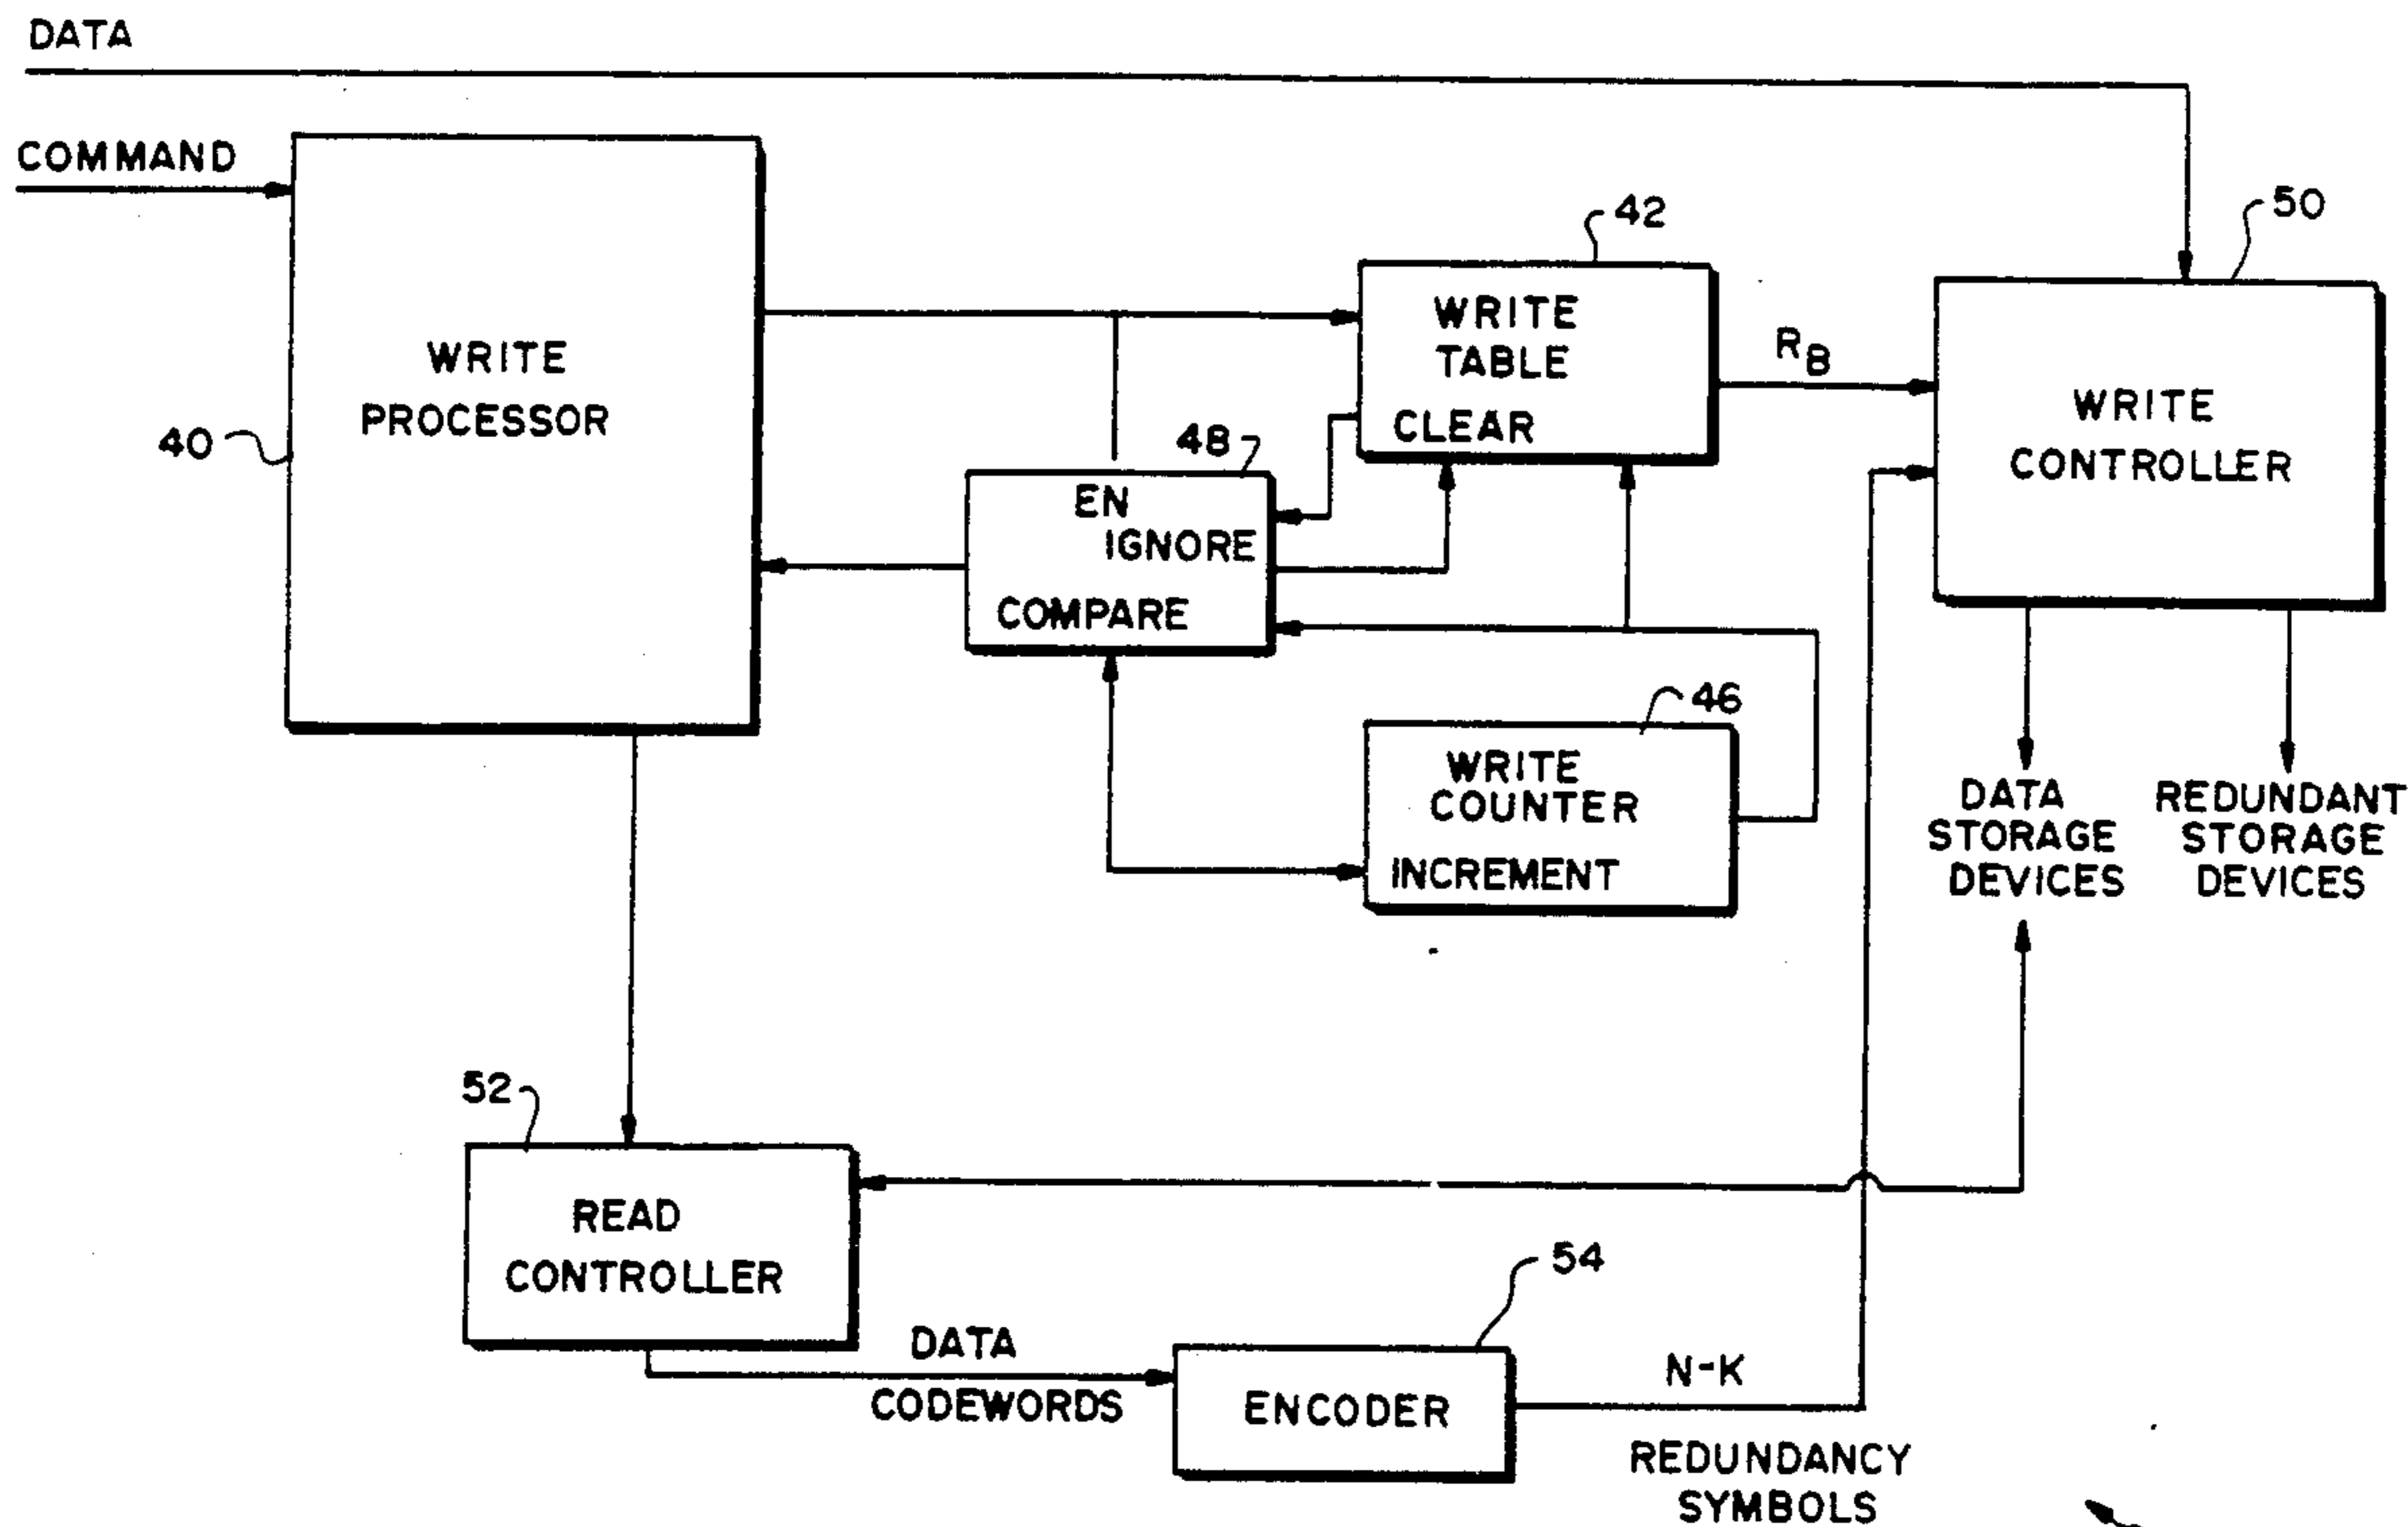 DATA
COMMAND
WRITE
PROCESSOR
40
42
WRITE
TABLE
CLEAR
RB
50
WRITE
CONTROLLER
48
EN
IGNORE
COMPARE
46
WRITE
COUNTER
INCREMENT
DATA
STORAGE
DEVICES
REDUNDANT
STORAGE
DEVICES
52
READ
CONTROLLER
DATA
CODEWORDS
54
ENCODER
N-K
REDUNDANCY
SYMBOLS